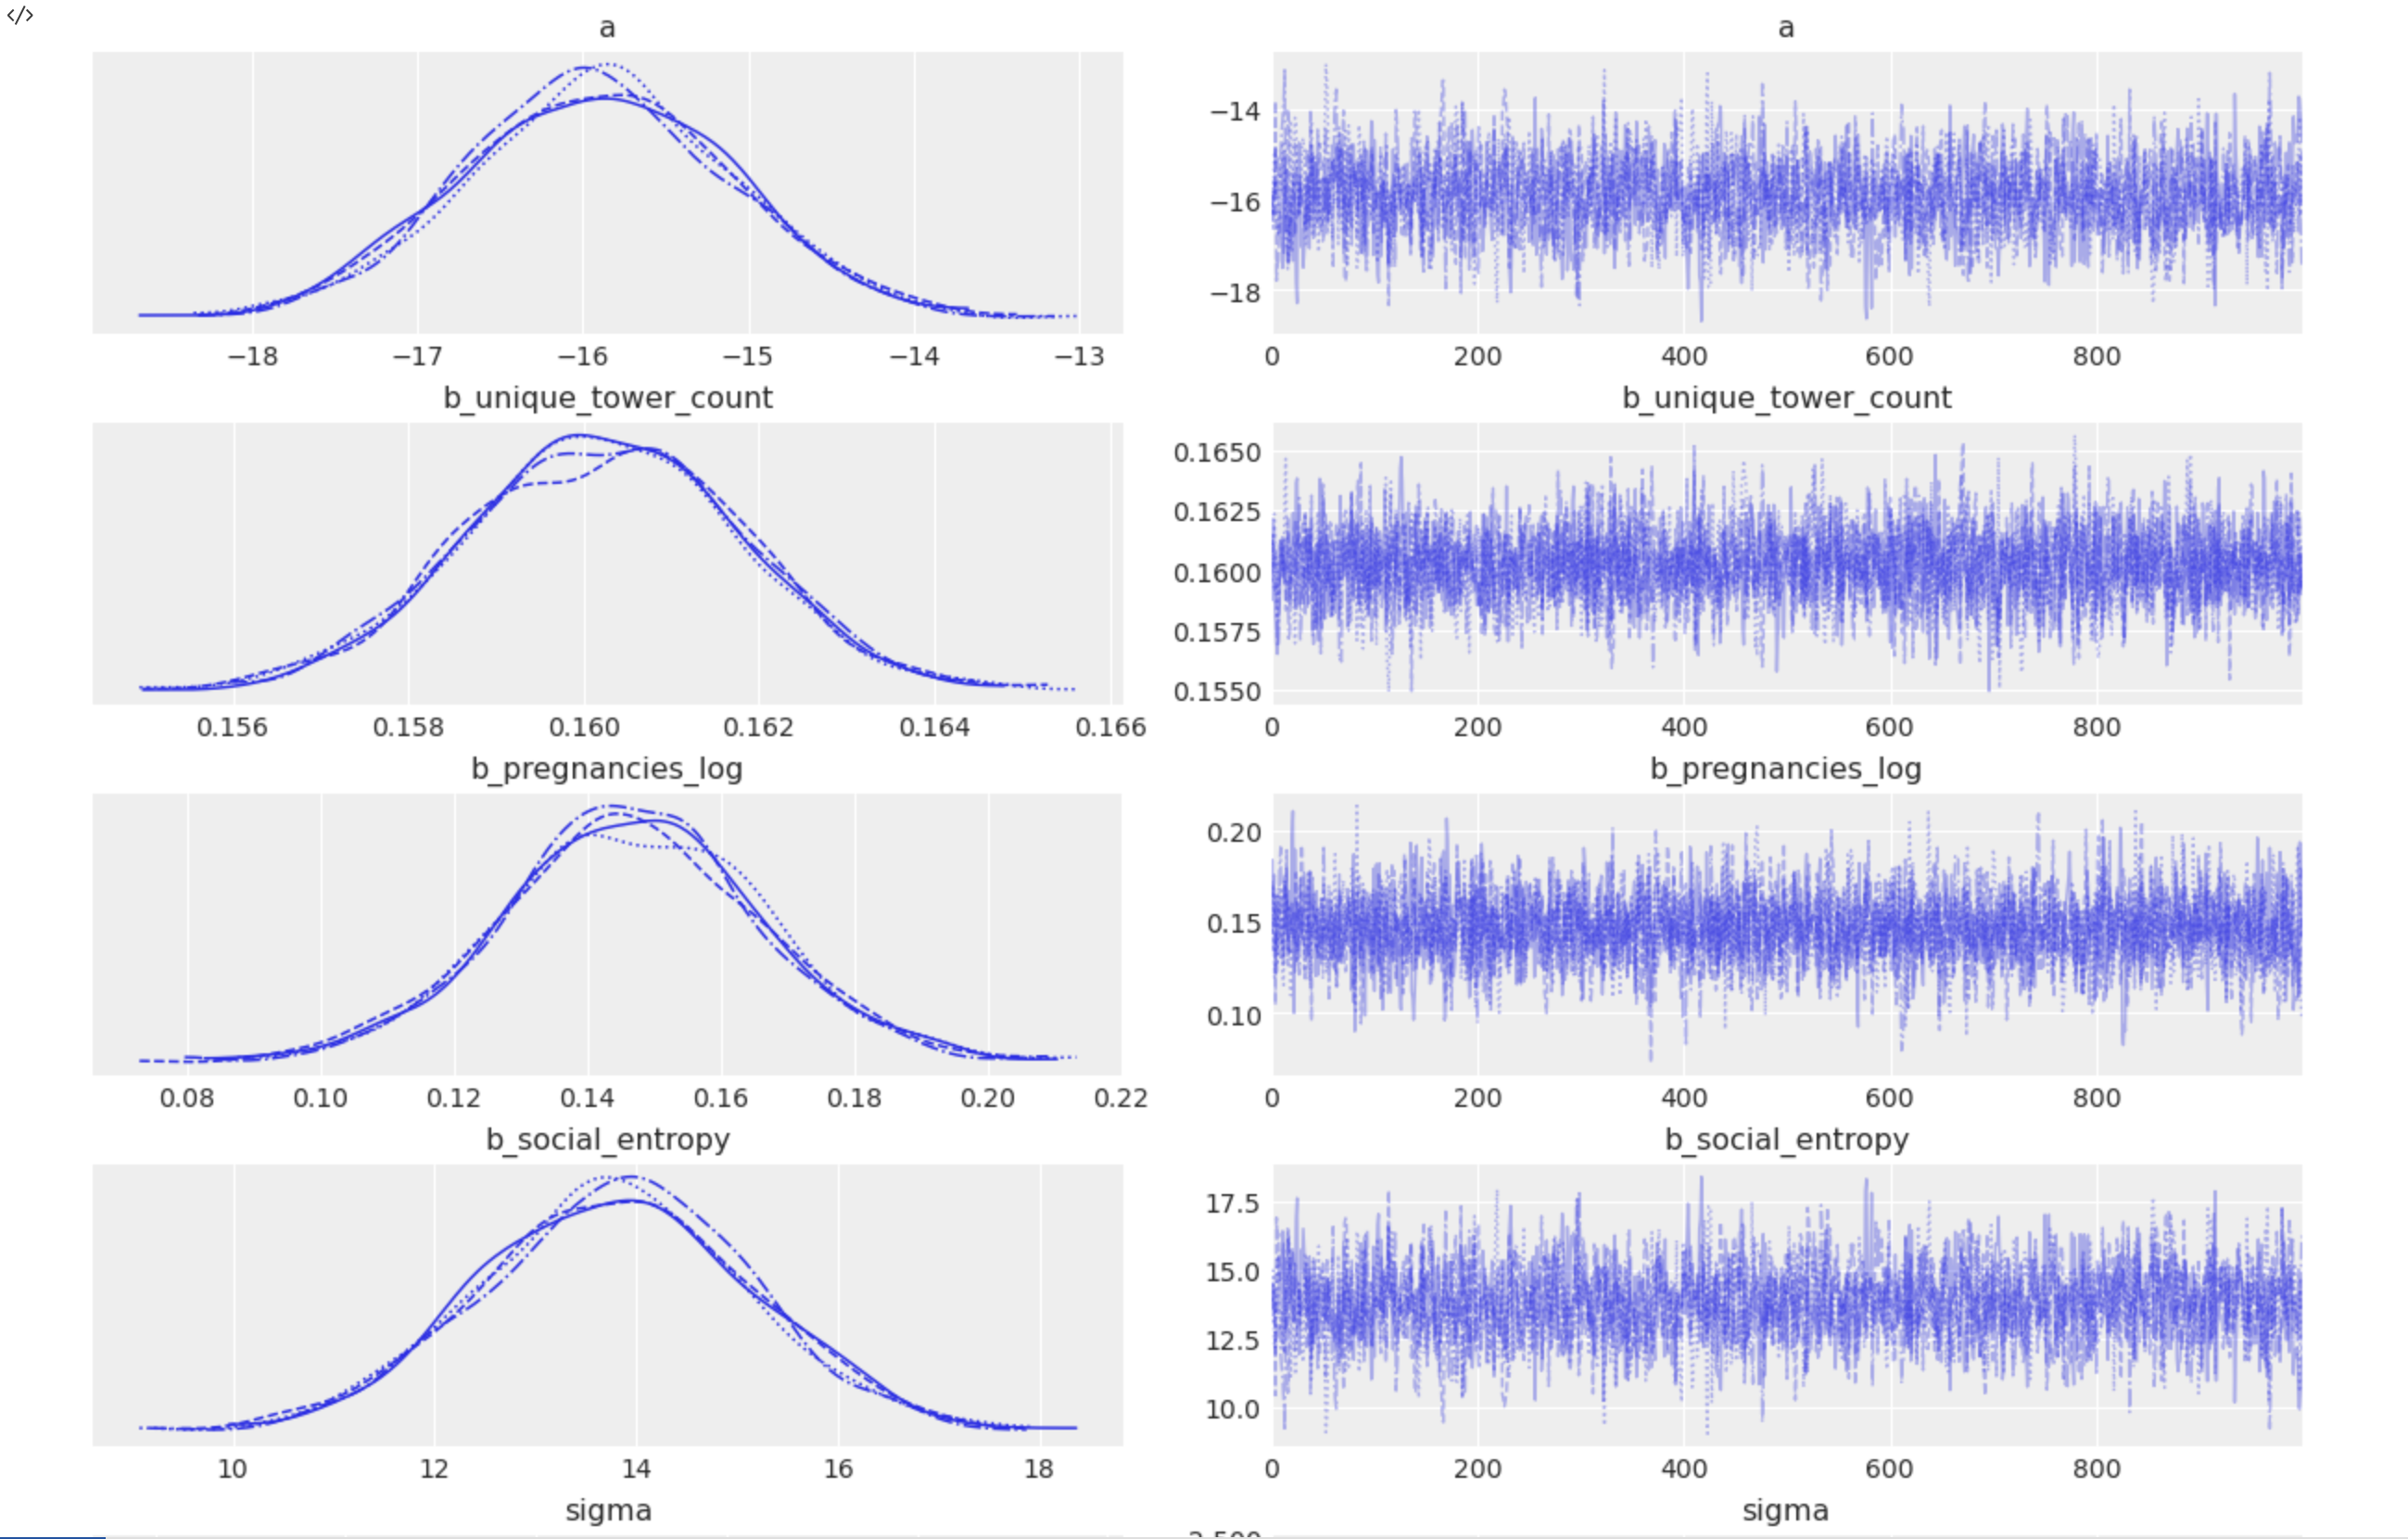 </>
a
a
−14
−16
−18
−18 −17 −16 −15 −14 −13
0 200 400 600 800
b_unique_tower_count
b_unique_tower_count
0.1650
0.1625
0.1600
0.1575
0.1550
0.156 0.158 0.160 0.162 0.164 0.166
0 200 400 600 800
b_pregnancies_log
b_pregnancies_log
0.20
0.15
0.10
0.08 0.10 0.12 0.14 0.16 0.18 0.20 0.22
0 200 400 600 800
b_social_entropy
b_social_entropy
17.5
15.0
12.5
10.0
10 12 14 16 18
0 200 400 600 800
sigma
sigma